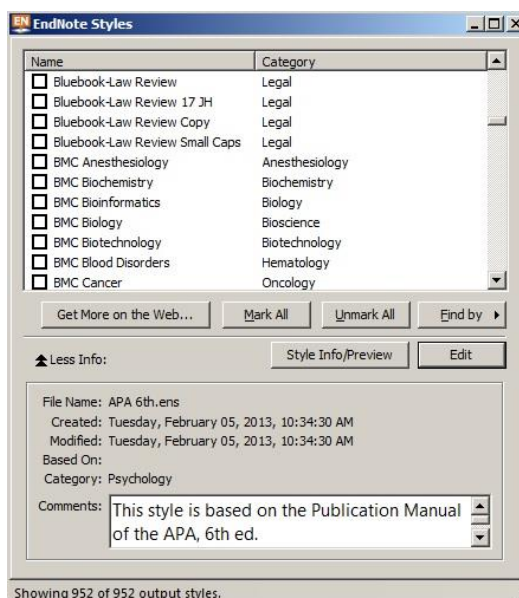 EN EndNote Styles
Name Category
Bluebook-Law Review Legal
Bluebook-Law Review 17 JH Legal
Bluebook-Law Review Copy Legal
Bluebook-Law Review Small Caps Legal
BMC Anesthesiology Anesthesiology
BMC Biochemistry Biochemistry
BMC Bioinformatics Biology
BMC Biology Bioscience
BMC Biotechnology Biotechnology
BMC Blood Disorders Hematology
BMC Cancer Oncology
Get More on the Web... Mark All Unmark All Find by
Less Info: Style Info/Preview Edit
File Name: APA 6th.ens
Created: Tuesday, February 05, 2013, 10:34:30 AM
Modified: Tuesday, February 05, 2013, 10:34:30 AM
Based On:
Category: Psychology
Comments: This style is based on the Publication Manual
of the APA, 6th ed.
Showing 952 of 952 output styles.